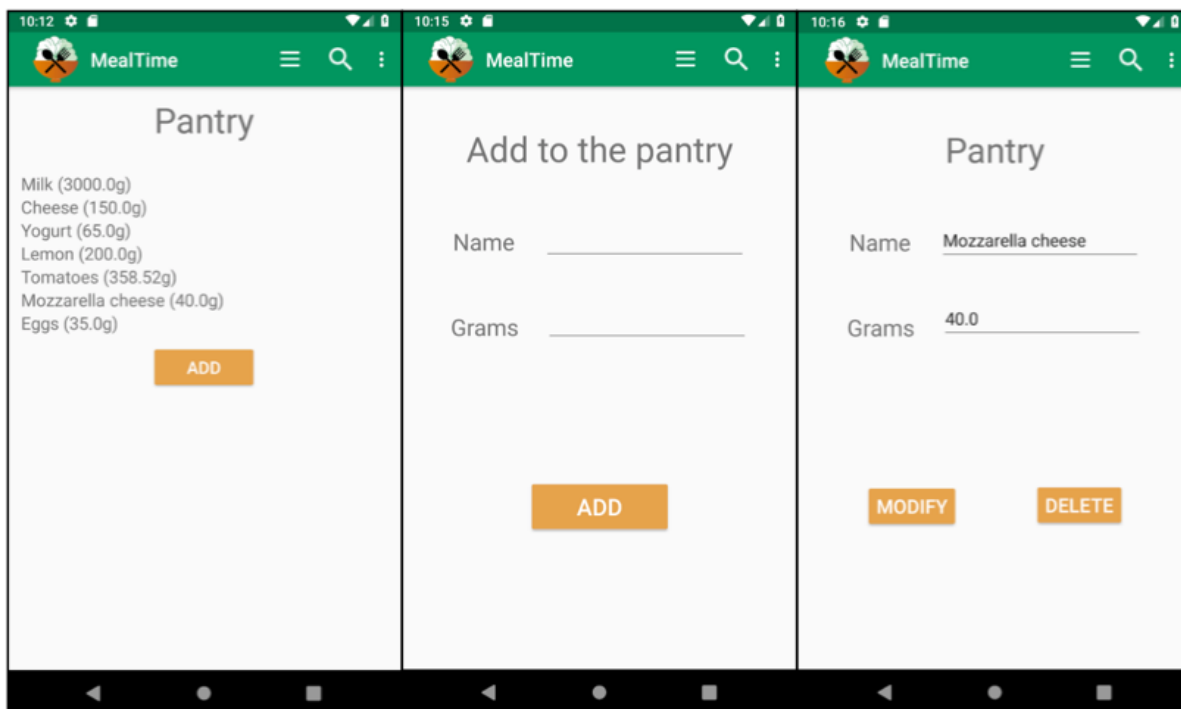 10:12
MealTime
Pantry
Milk (3000.0g)
Cheese (150.0g)
Yogurt (65.0g)
Lemon (200.0g)
Tomatoes (358.52g)
Mozzarella cheese (40.0g)
Eggs (35.0g)
ADD
10:15
MealTime
Add to the pantry
Name
Grams
ADD
10:16
MealTime
Pantry
Name Mozzarella cheese
Grams 40.0
MODIFY DELETE